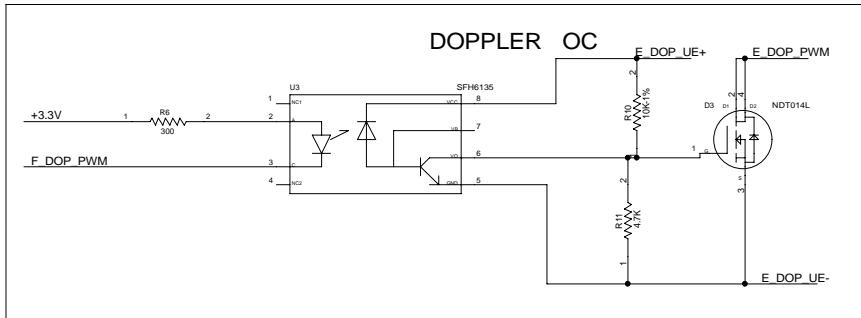 DOPPLER OC
E_DOP_UE+
E_DOP_PWM
U3
SFH6135
1
NC1
VCC
8
2
R10
10K-1%
2
4
D3
D1
D2
NDT014L
+3.3V
1
R6
2
300
2
A
VB
7
F_DOP_PWM
3
C
VO
6
1
G
4
NC2
GND
5
2
S
3
R11
4.7K
1
E_DOP_UE-